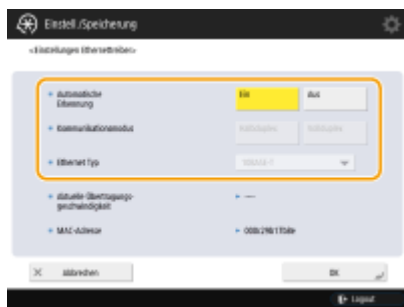 Einstell./Speicherung
<Einstellungen Ethernettreiber>
Automatische
Erkennung
Ein
Aus
Kommunikationsmodus
Halbduplex
Ethernet Typ
Aktuelle Übertragungs-
geschwindigkeit
----
MAC-Adresse
Abbrechen
OK
Logout